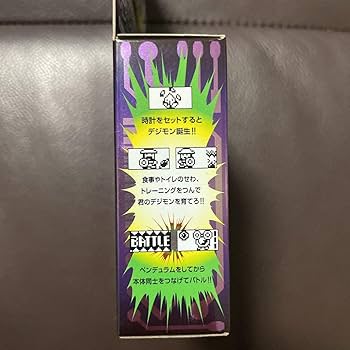 時計をセットすると
デジモン誕生!!
食事やトイレのせわ、
トレーニングをつんで
君のデジモンを育てろ!!
BATTLE
ペンデュラムをしてから
本体同士をつなげてバトル!!